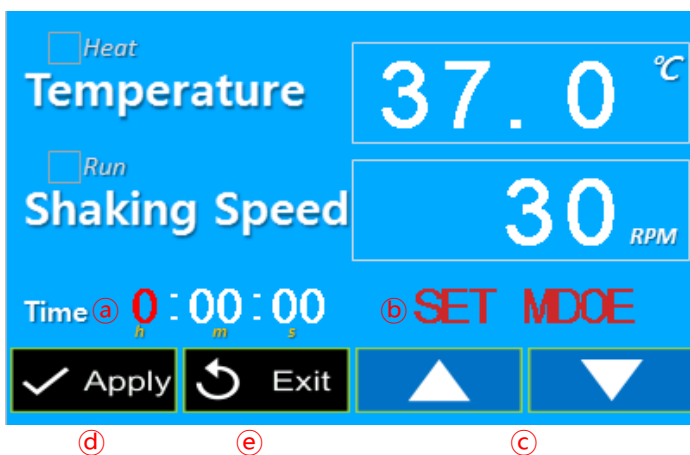 Heat
Temperature 37.0 ℃
Run
Shaking Speed 30 RPM
Time ⓐ 0:00:00 ⓑ SET MDOE
h m s
Apply Exit
ⓓ ⓔ ⓒ